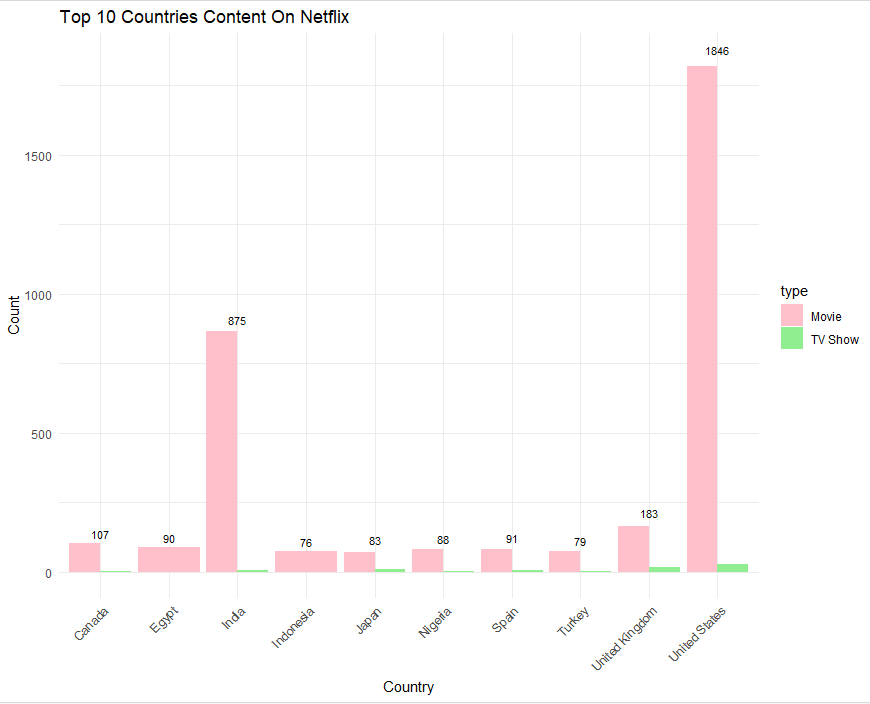 Top 10 Countries Content On Netflix
1846
1500
Count
1000
875
type
Movie
TV Show
500
183
107
90
76
83
88
91
79
0
Canada
Egypt
India
Indonesia
Japan
Nigeria
Spain
Turkey
United Kingdom
United States
Country